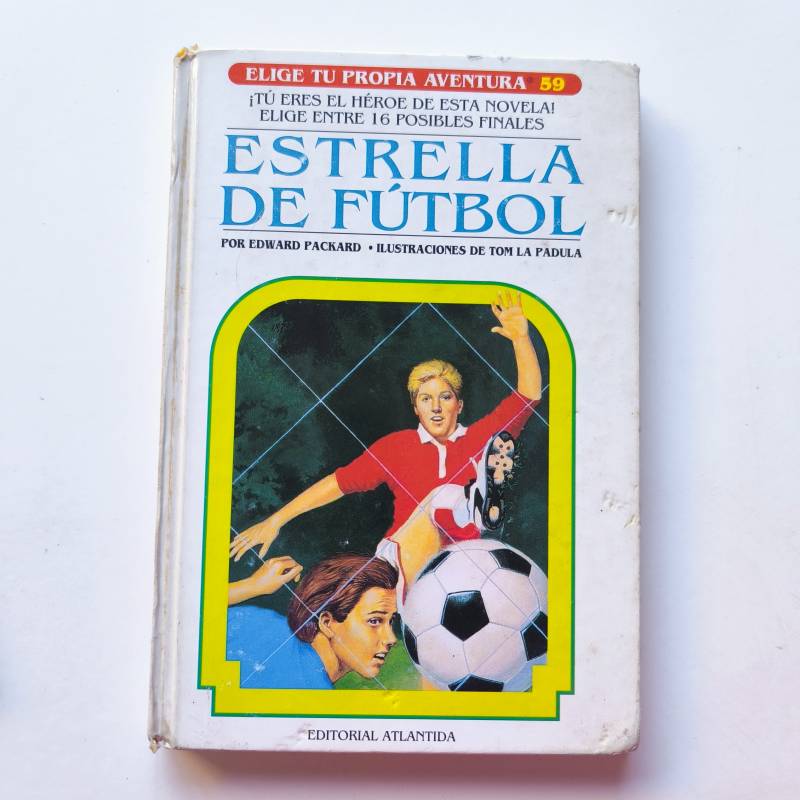 ELIGE TU PROPIA AVENTURA® 59
¡TÚ ERES EL HÉROE DE ESTA NOVELA!
ELIGE ENTRE 16 POSIBLES FINALES
ESTRELLA
DE FÚTBOL
POR EDWARD PACKARD • ILUSTRACIONES DE TOM LA PADULA
EDITORIAL ATLANTIDA